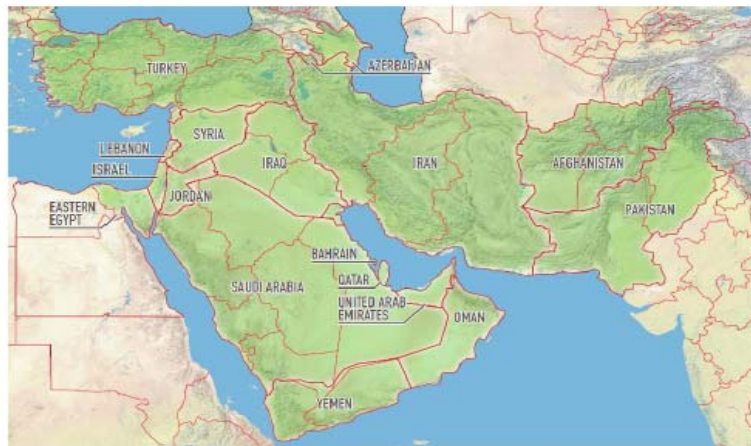 TURKEY
AZERBAIJAN
SYRIA
LEBANON
ISRAEL
IRAQ
IRAN
AFGHANISTAN
JORDAN
EASTERN
EGYPT
PAKISTAN
BAHRAIN
SAUDI ARABIA
QATAR
UNITED ARAB
EMIRATES
OMAN
YEMEN